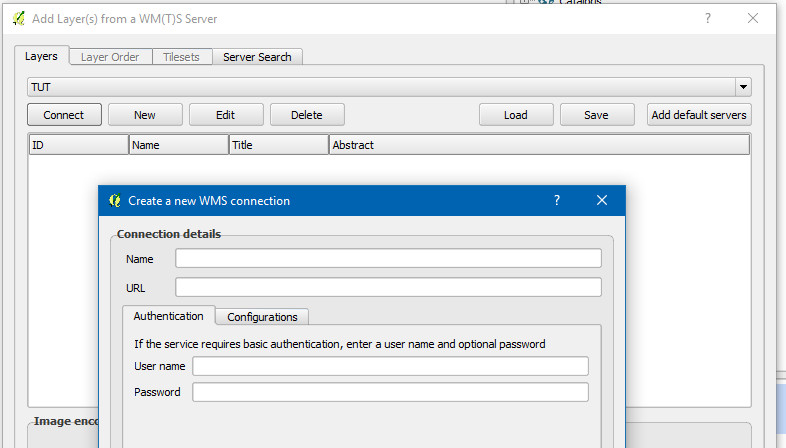 Catalogs
Add Layer(s) from a WM(T)S Server
?
Layers Layer Order Tilesets Server Search
TUT
Connect New Edit Delete Load Save Add default servers
ID Name Title Abstract
Create a new WMS connection
?
Connection details
Name
URL
Authentication Configurations
If the service requires basic authentication, enter a user name and optional password
User name
Password
Image enco